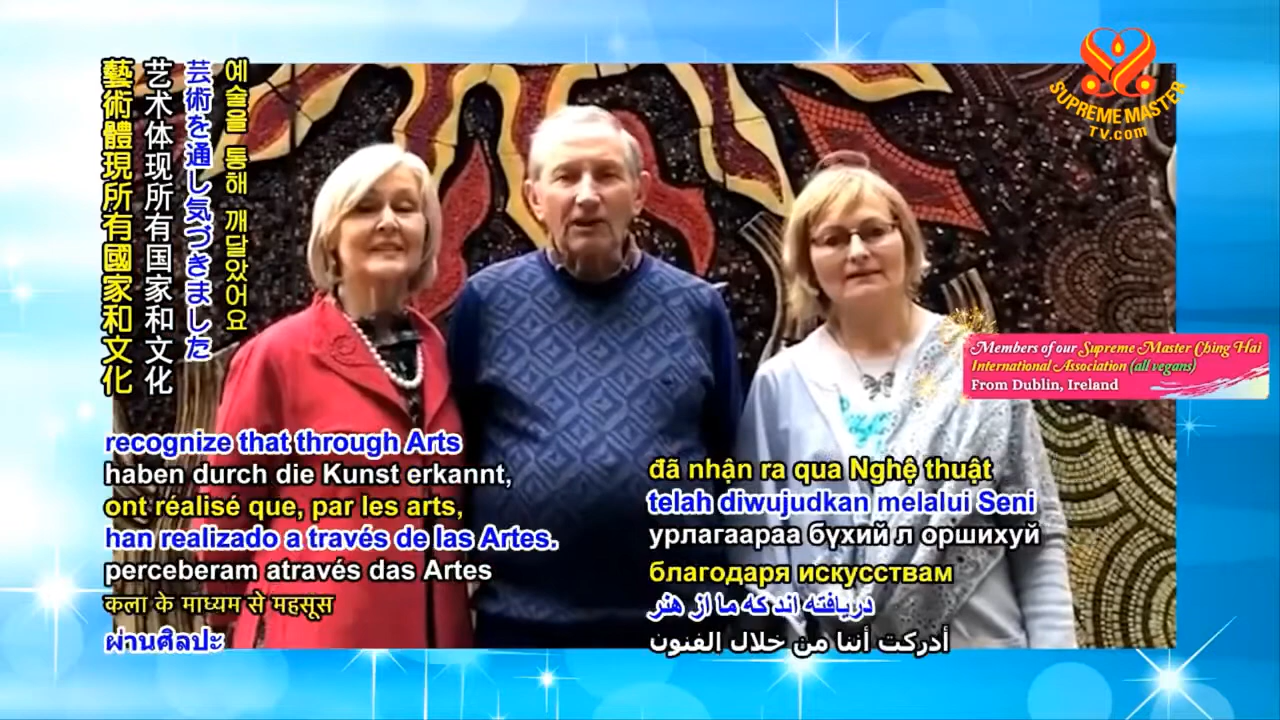 藝術體現所有國家和文化
艺术体现所有国家和文化
芸術を通し気づきました
예술을 통해 깨달았어요
SUPREME MASTER
TV.com
Members of our Supreme Master Ching Hai
International Association (all vegans)
From Dublin, Ireland
recognize that through Arts
haben durch die Kunst erkannt,
ont réalisé que, par les arts,
han realizado a través de las Artes.
perceberam através das Artes
कला के माध्यम से महसूस
ผ่านศิลปะ
đã nhận ra qua Nghệ thuật
telah diwujudkan melalui Seni
урлагаараа бүхий л оршихуй
благодаря искусствам
دریافته اند که ما از هنر
أدركت أننا من خلال الفنون